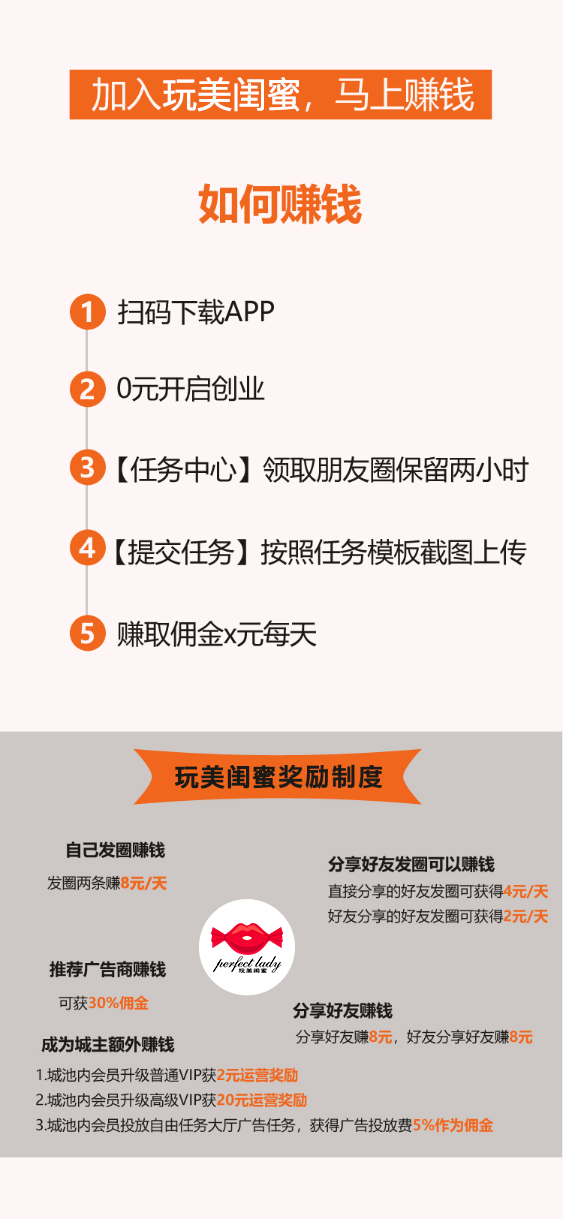 加入玩美闺蜜，马上赚钱
如何赚钱
1 扫码下载APP
2 0元开启创业
3 【任务中心】领取朋友圈保留两小时
4 【提交任务】按照任务模板截图上传
5 赚取佣金x元每天
玩美闺蜜奖励制度
自己发圈赚钱
发圈两条赚8元/天
分享好友发圈可以赚钱
直接分享的好友发圈可获得4元/天
好友分享的好友发圈可获得2元/天
perfect lady
玩美闺蜜
推荐广告商赚钱
可获30%佣金
分享好友赚钱
分享好友赚8元，好友分享好友赚8元
成为城主额外赚钱
1.城池内会员升级普通VIP获2元运营奖励
2.城池内会员升级高级VIP获20元运营奖励
3.城池内会员投放自由任务大厅广告任务，获得广告投放费5%作为佣金